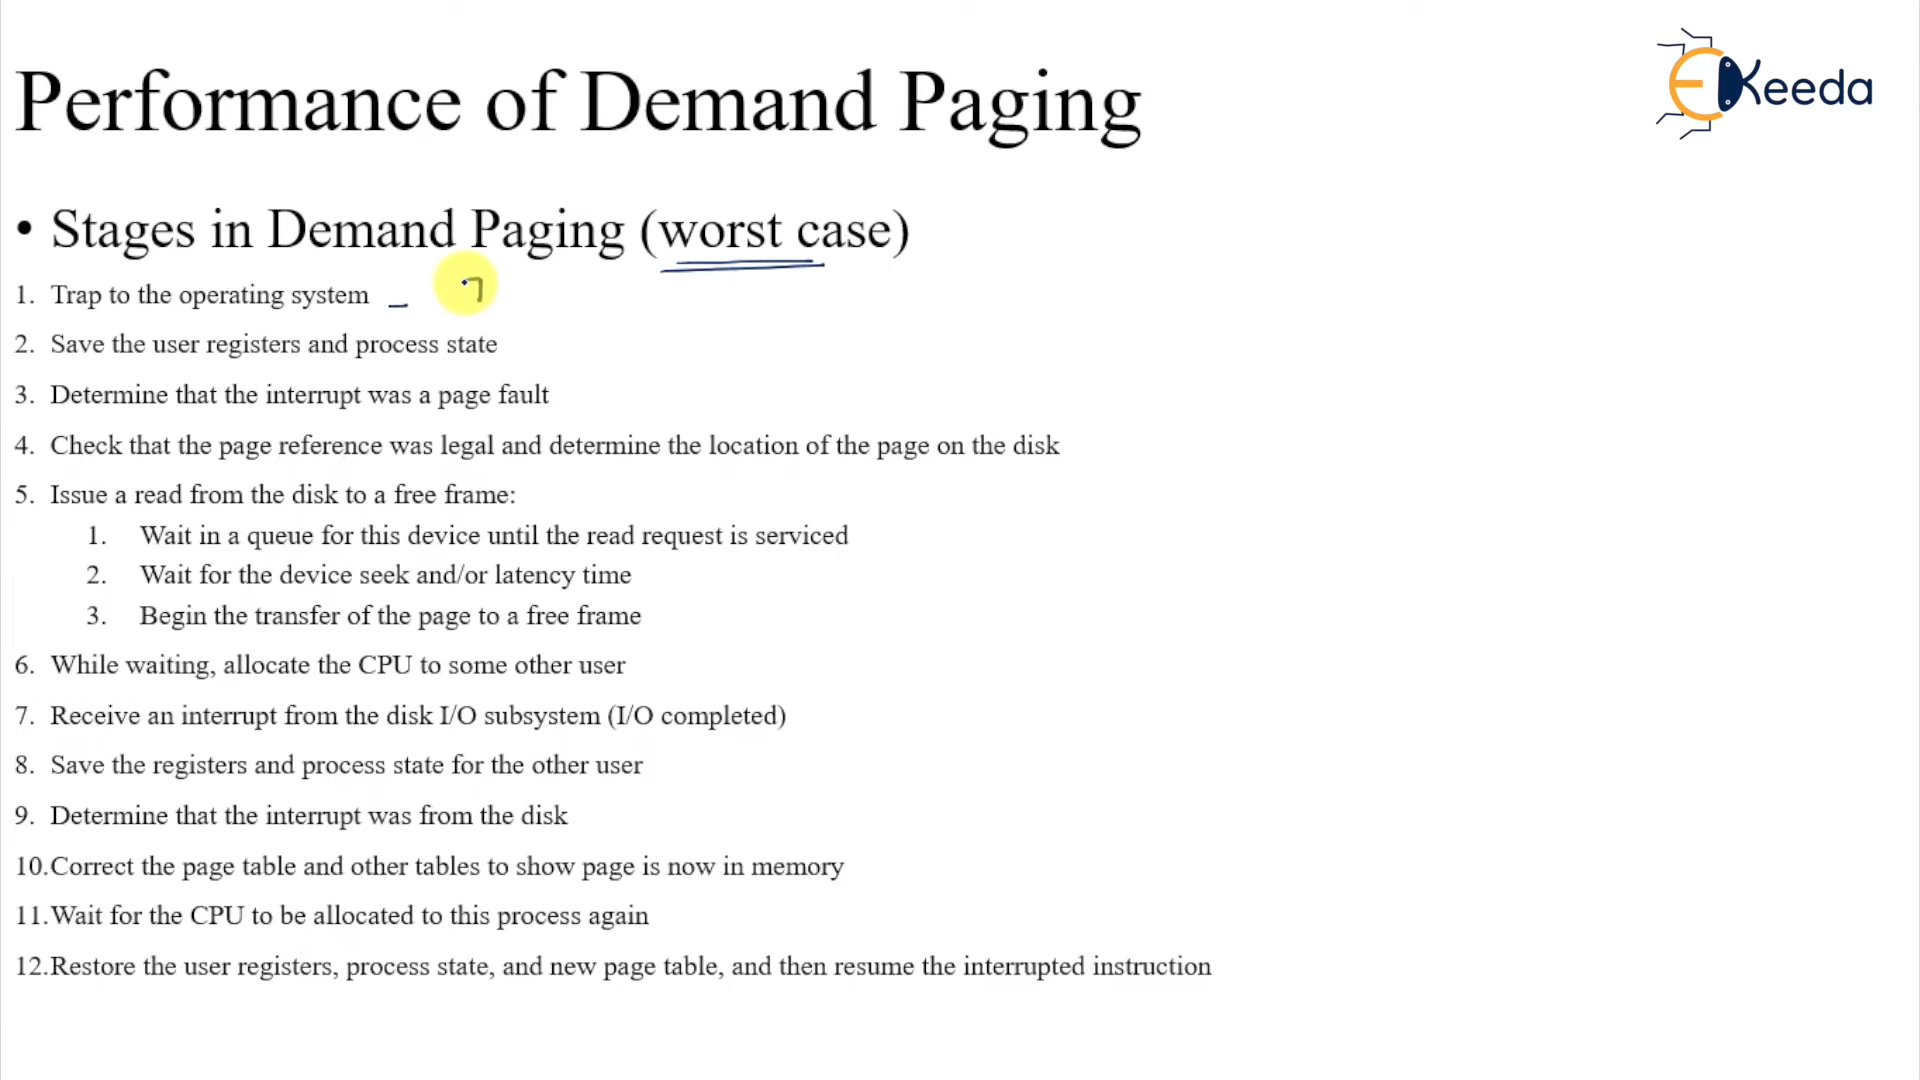 Performance of Demand Paging
EKeeda
• Stages in Demand Paging (worst case)
1. Trap to the operating system
2. Save the user registers and process state
3. Determine that the interrupt was a page fault
4. Check that the page reference was legal and determine the location of the page on the disk
5. Issue a read from the disk to a free frame:
1. Wait in a queue for this device until the read request is serviced
2. Wait for the device seek and/or latency time
3. Begin the transfer of the page to a free frame
6. While waiting, allocate the CPU to some other user
7. Receive an interrupt from the disk I/O subsystem (I/O completed)
8. Save the registers and process state for the other user
9. Determine that the interrupt was from the disk
10.Correct the page table and other tables to show page is now in memory
11.Wait for the CPU to be allocated to this process again
12.Restore the user registers, process state, and new page table, and then resume the interrupted instruction